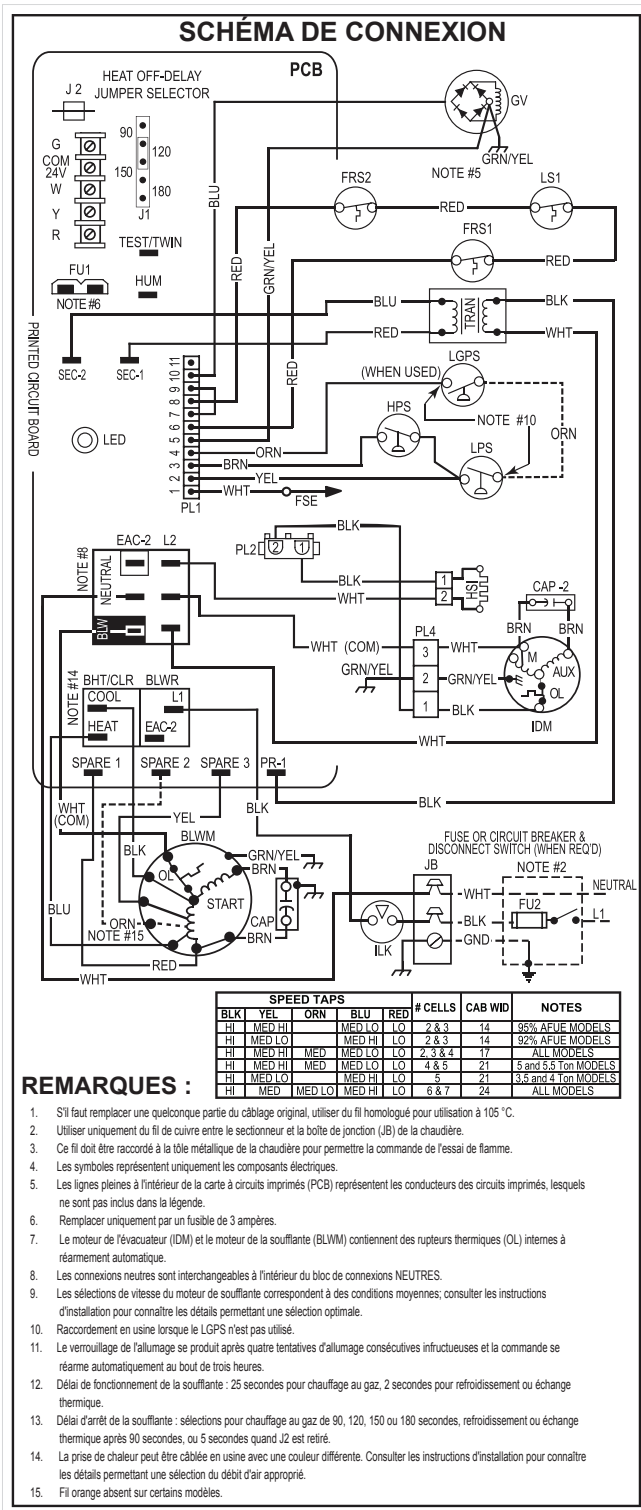 SCHÉMA DE CONNEXION
PCB
J 2
HEAT OFF-DELAY
JUMPER SELECTOR
90
120
150
180
J1
G
COM
24V
W
Y
R
TEST/TWIN
FU1
HUM
NOTE #6
PRINTED CIRCUIT BOARD
SEC-2
SEC-1
LED
BLU
RED
GRN/YEL
RED
GV
GRN/YEL
NOTE #5
FRS2
LS1
RED
FRS1
RED
BLU
TRAN
BLK
RED
WHT
11
10
9
8
7
6
5
4
3
2
1
PL1
(WHEN USED)
LGPS
HPS
NOTE #10
ORN
LPS
ORN
BRN
YEL
WHT
FSE
BLK
PL2
2
1
BLK
WHT
1
2
HSI
NOTE #8
NEUTRAL
EAC-2
L2
BLW
CAP -2
BRN
BRN
PL4
WHT (COM)
3
WHT
M
AUX
GRN/YEL
2
GRN/YEL
OL
1
BLK
IDM
WHT
NOTE #14
BHT/CLR
BLWR
COOL
L1
HEAT
EAC-2
SPARE 1
SPARE 2
SPARE 3
PR-1
BLK
WHT
(COM)
YEL
BLK
BLWM
BLK
GRN/YEL
BRN
OL
START
CAP
BLU
ORN
NOTE #15
BRN
RED
WHT
FUSE OR CIRCUIT BREAKER &
DISCONNECT SWITCH (WHEN REQ'D)
JB
NOTE #2
WHT
NEUTRAL
FU2
BLK
L1
ILK
GND
SPEED TAPS # CELLS CAB WID NOTES
BLK YEL ORN BLU RED
HI MED HI MED LO LO 2 & 3 14 95% AFUE MODELS
HI MED LO MED HI LO 2 & 3 14 92% AFUE MODELS
HI MED HI MED MED LO LO 2, 3 & 4 17 ALL MODELS
HI MED HI MED MED LO LO 4 & 5 21 5 and 5,5 Ton MODELS
HI MED LO MED HI LO 5 21 3,5 and 4 Ton MODELS
HI MED MED LO MED HI LO 6 & 7 24 ALL MODELS
REMARQUES :
1. S'il faut remplacer une quelconque partie du câblage original, utiliser du fil homologué pour utilisation à 105 °C.
2. Utiliser uniquement du fil de cuivre entre le sectionneur et la boîte de jonction (JB) de la chaudière.
3. Ce fil doit être raccordé à la tôle métallique de la chaudière pour permettre la commande de l'essai de flamme.
4. Les symboles représentent uniquement les composants électriques.
5. Les lignes pleines à l'intérieur de la carte à circuits imprimés (PCB) représentent les conducteurs des circuits imprimés, lesquels
ne sont pas inclus dans la légende.
6. Remplacer uniquement par un fusible de 3 ampères.
7. Le moteur de l'évacuateur (IDM) et le moteur de la soufflante (BLWM) contiennent des rupteurs thermiques (OL) internes à
réarmement automatique.
8. Les connexions neutres sont interchangeables à l'intérieur du bloc de connexions NEUTRES.
9. Les sélections de vitesse du moteur de soufflante correspondent à des conditions moyennes; consulter les instructions
d'installation pour connaître les détails permettant une sélection optimale.
10. Raccordement en usine lorsque le LGPS n'est pas utilisé.
11. Le verrouillage de l'allumage se produit après quatre tentatives d'allumage consécutives infructueuses et la commande se
réarme automatiquement au bout de trois heures.
12. Délai de fonctionnement de la soufflante : 25 secondes pour chauffage au gaz, 2 secondes pour refroidissement ou échange
thermique.
13. Délai d'arrêt de la soufflante : sélections pour chauffage au gaz de 90, 120, 150 ou 180 secondes, refroidissement ou échange
thermique après 90 secondes, ou 5 secondes quand J2 est retiré.
14. La prise de chaleur peut être câblée en usine avec une couleur différente. Consulter les instructions d'installation pour connaître
les détails permettant une sélection du débit d'air approprié.
15. Fil orange absent sur certains modèles.